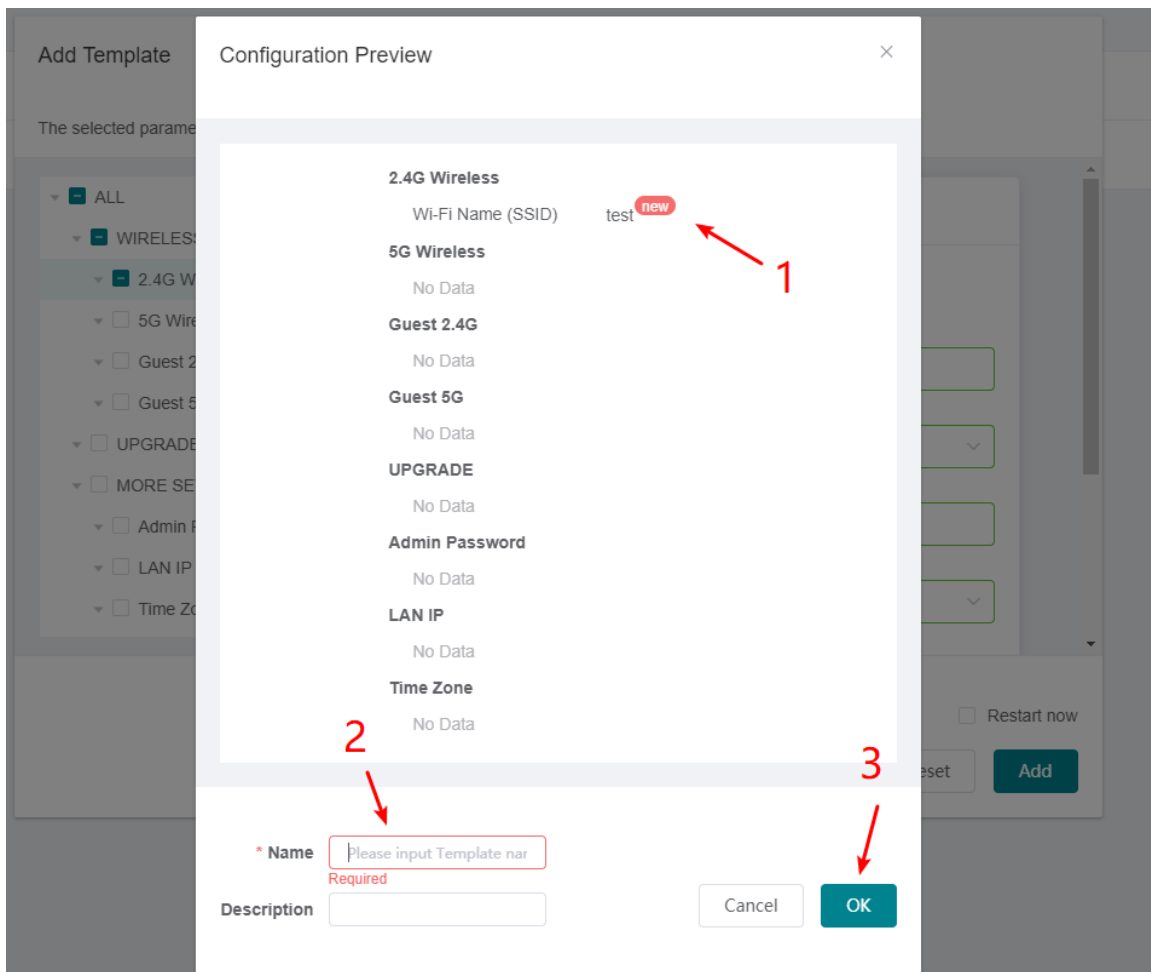 Add Template
Configuration Preview
The selected parame
2.4G Wireless
Wi-Fi Name (SSID) test new
1
5G Wireless
No Data
Guest 2.4G
No Data
Guest 5G
No Data
UPGRADE
No Data
Admin Password
No Data
LAN IP
No Data
Time Zone
No Data
ALL
WIRELESS
2.4G W
5G Wire
Guest 2
Guest 5
UPGRADE
MORE SE
Admin P
LAN IP
Time Zo
Restart now
eset Add
2
3
* Name Please input Template nar
Required
Description
Cancel OK